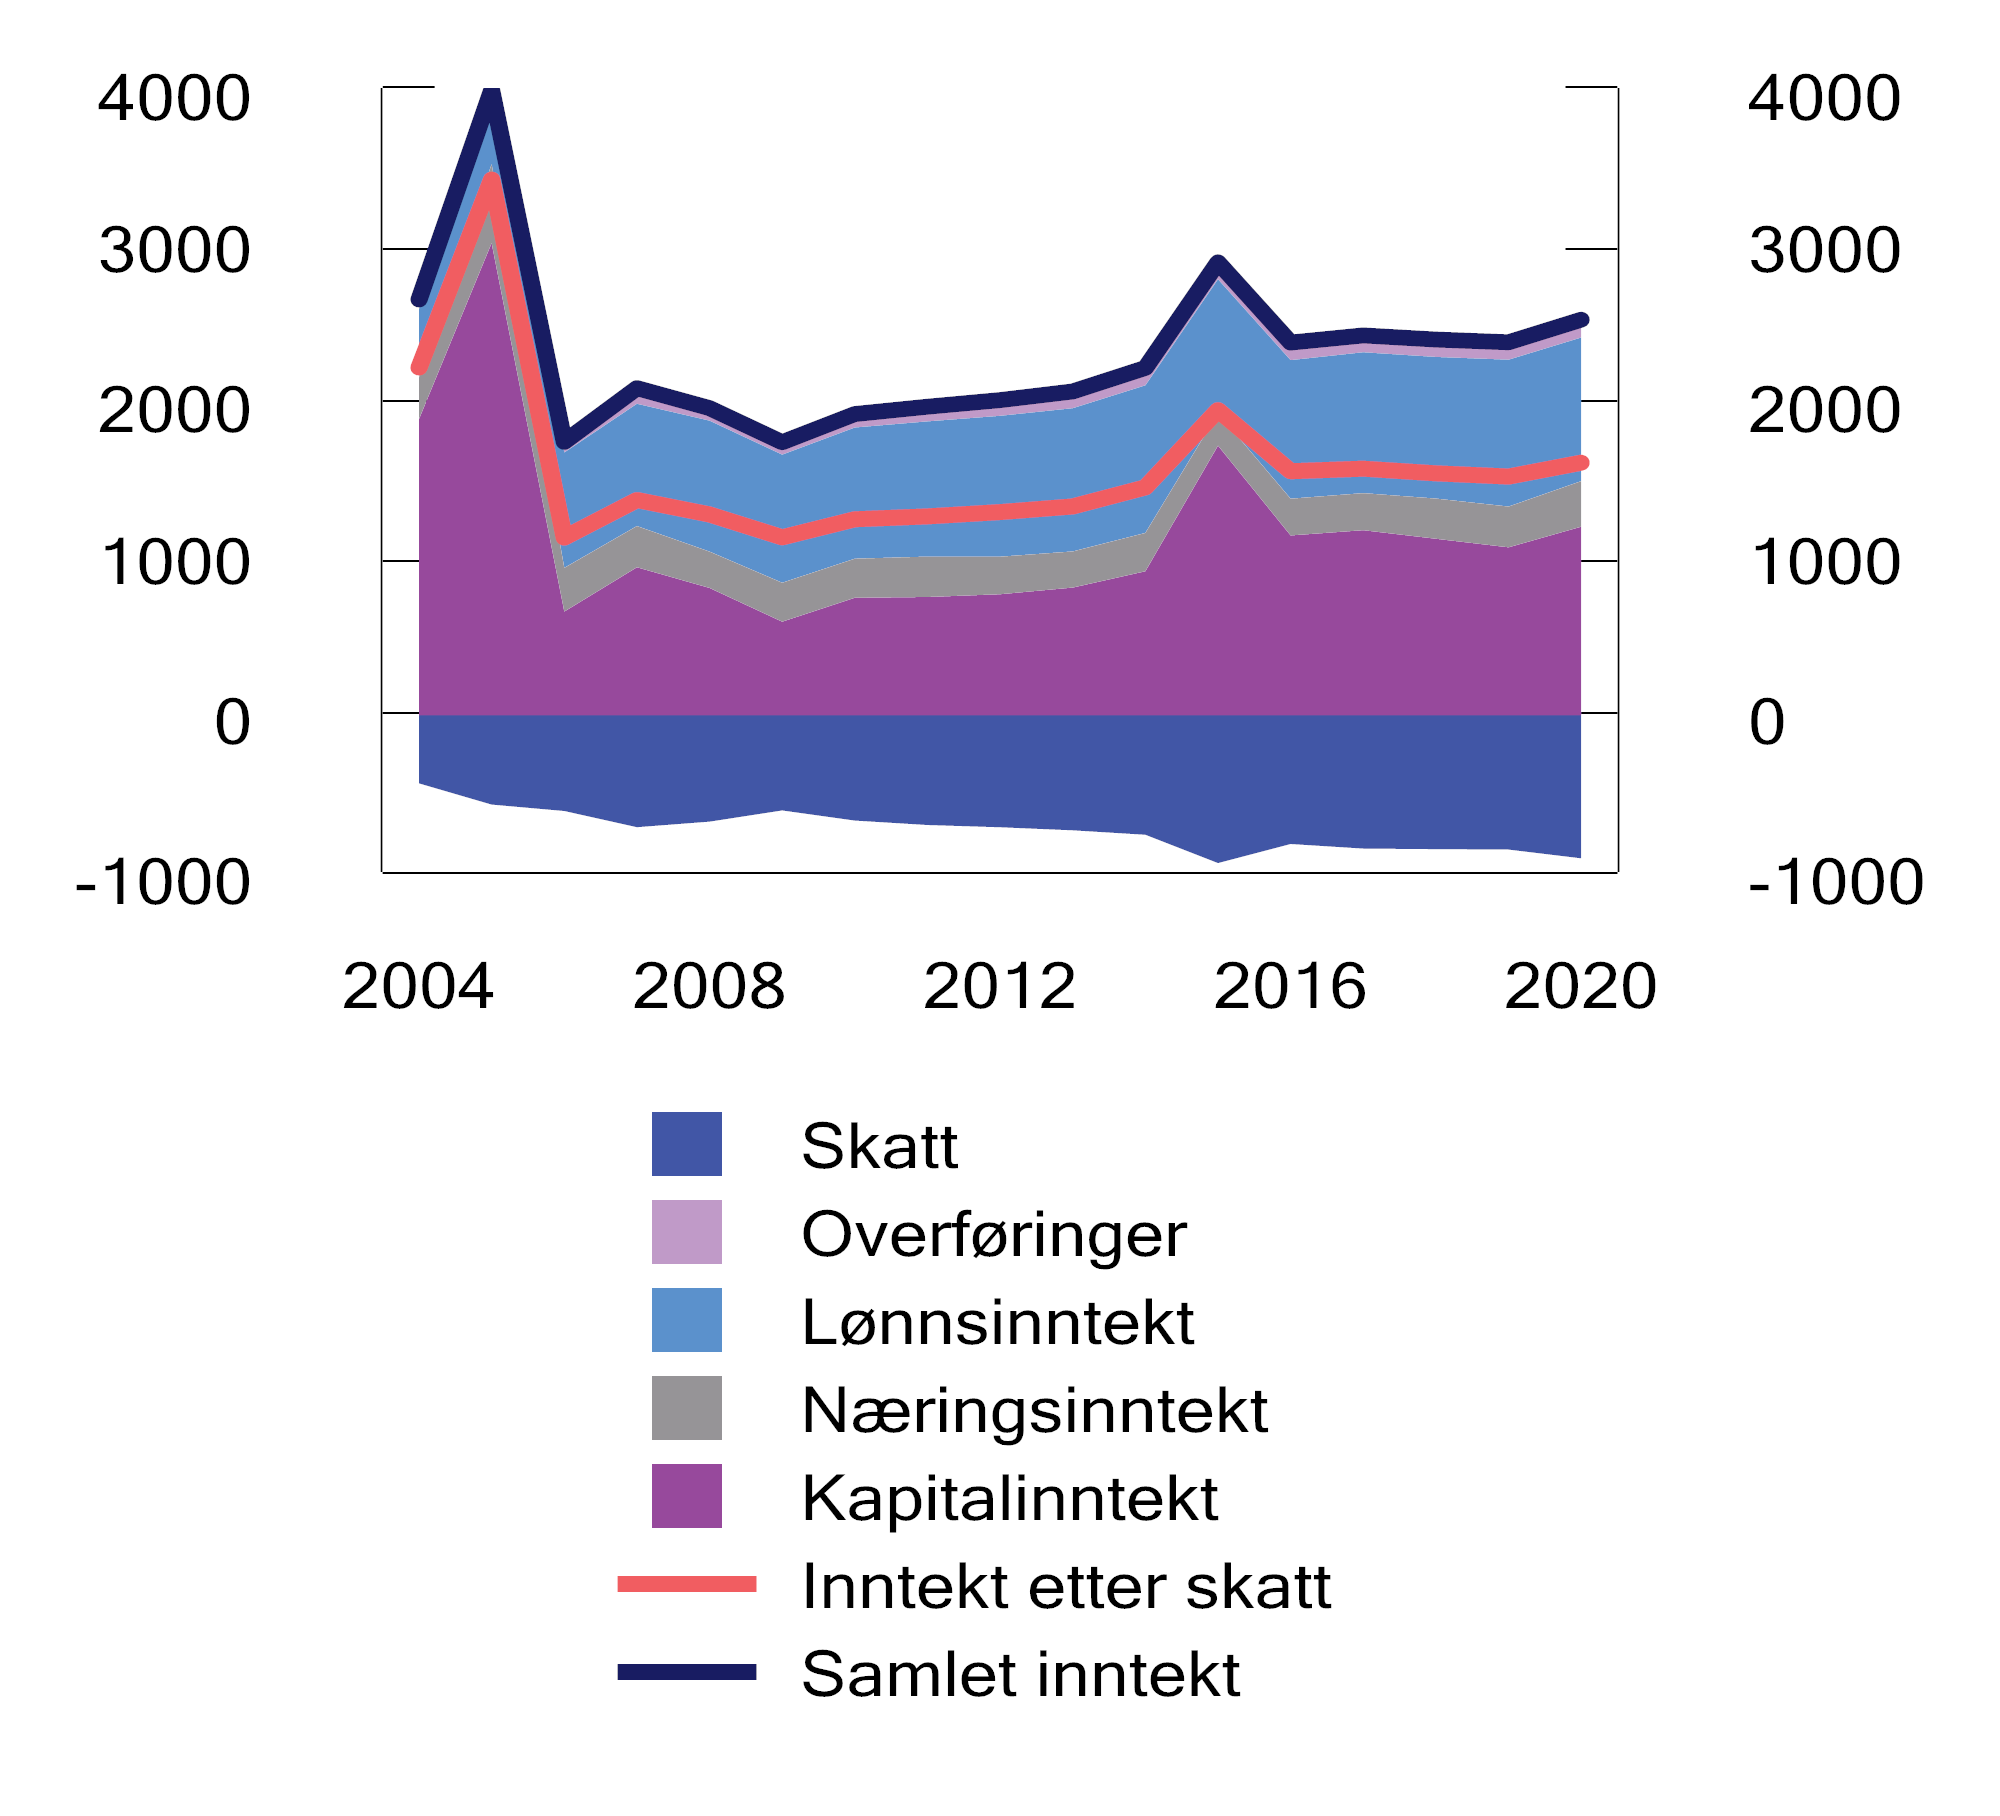 4000 4000
3000 3000
2000 2000
1000 1000
0 0
-1000 -1000
2004 2008 2012 2016 2020
Skatt
Overføringer
Lønnsinntekt
Næringsinntekt
Kapitalinntekt
Inntekt etter skatt
Samlet inntekt